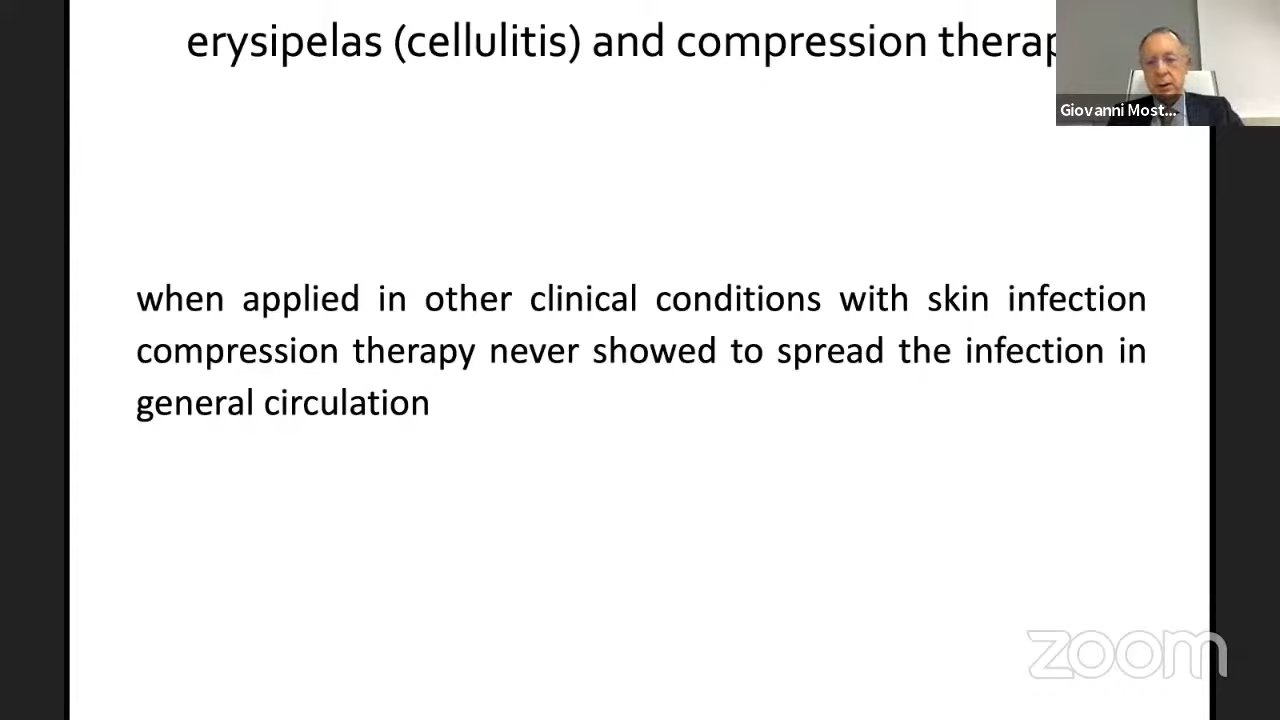 erysipelas (cellulitis) and compression therap
Giovanni Most...
when applied in other clinical conditions with skin infection
compression therapy never showed to spread the infection in
general circulation
zoom